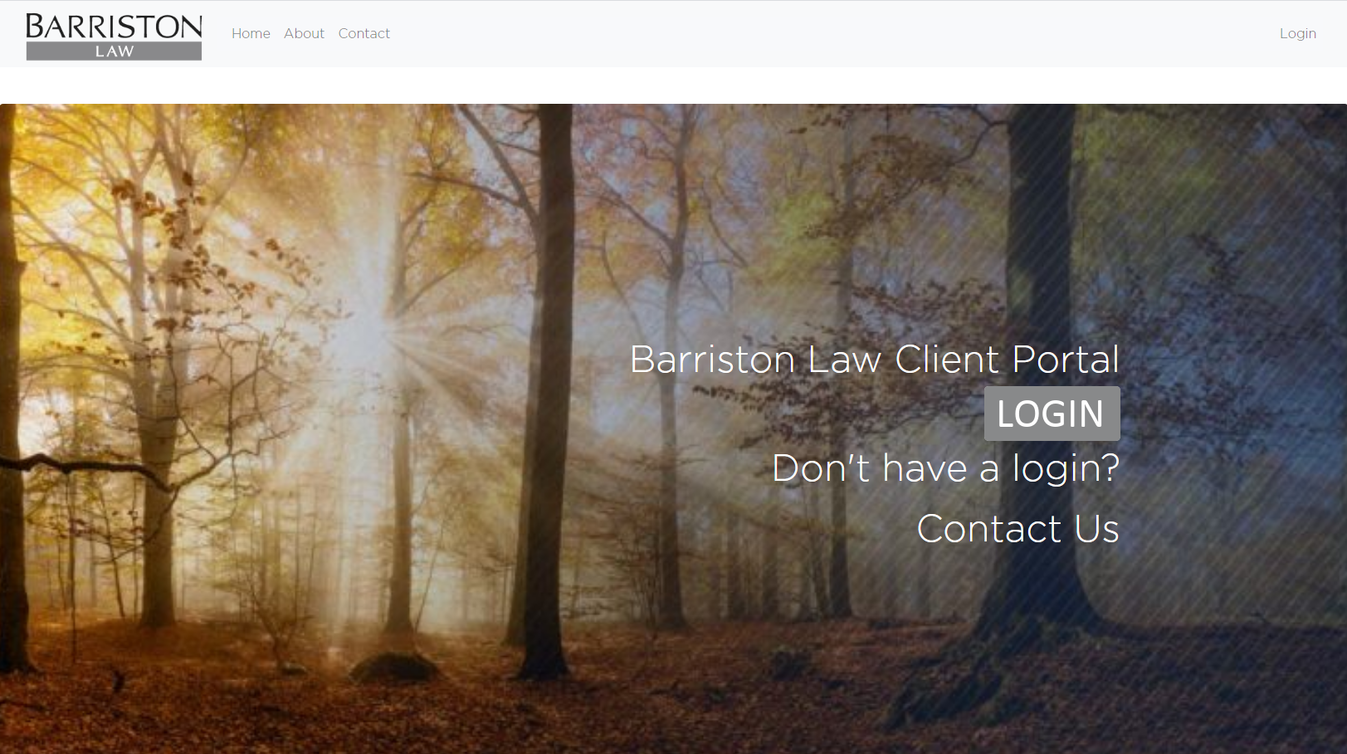 BARRISTON
LAW
Home About Contact Login
Barriston Law Client Portal
LOGIN
Don't have a login?
Contact Us